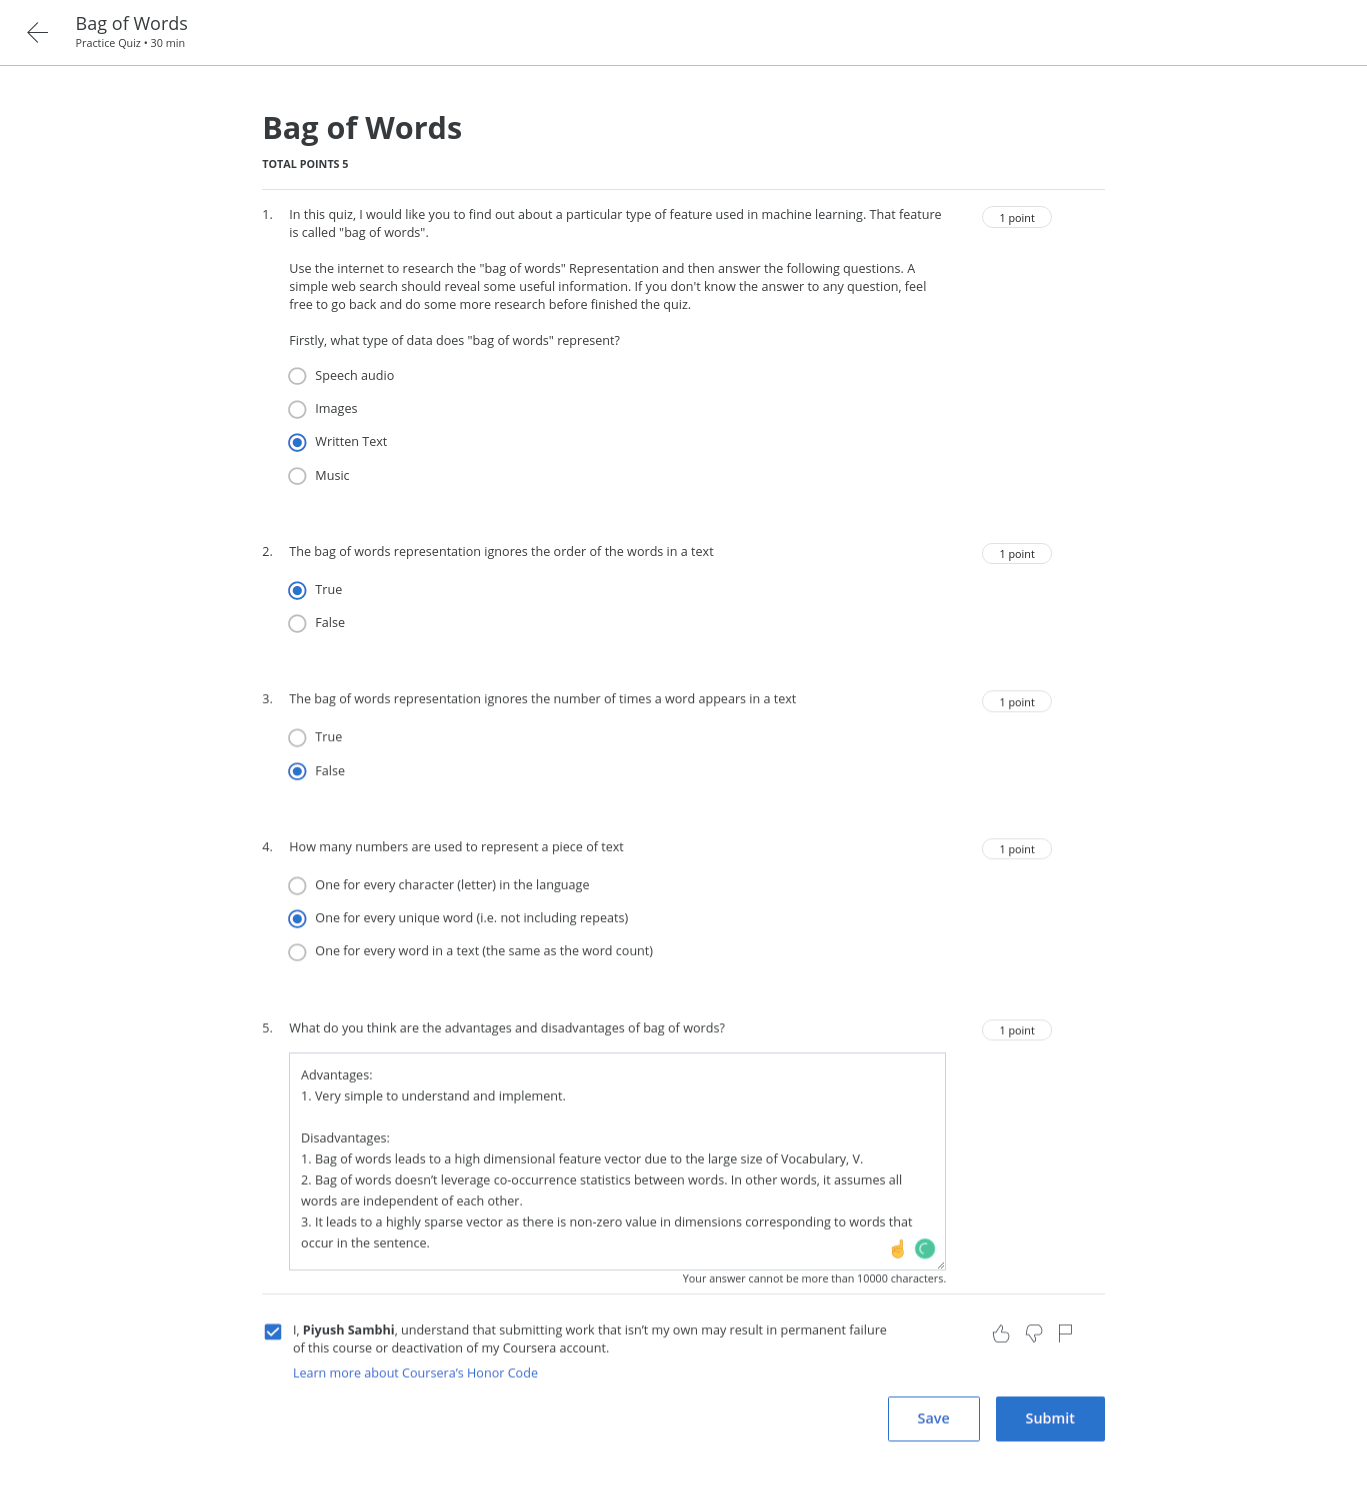 Bag of Words
Practice Quiz • 30 min
Bag of Words
TOTAL POINTS 5
1. In this quiz, I would like you to find out about a particular type of feature used in machine learning. That feature
is called "bag of words".
1 point
Use the internet to research the "bag of words" Representation and then answer the following questions. A
simple web search should reveal some useful information. If you don't know the answer to any question, feel
free to go back and do some more research before finished the quiz.
Firstly, what type of data does "bag of words" represent?
Speech audio
Images
Written Text
Music
2. The bag of words representation ignores the order of the words in a text
1 point
True
False
3. The bag of words representation ignores the number of times a word appears in a text
1 point
True
False
4. How many numbers are used to represent a piece of text
1 point
One for every character (letter) in the language
One for every unique word (i.e. not including repeats)
One for every word in a text (the same as the word count)
5. What do you think are the advantages and disadvantages of bag of words?
1 point
Advantages:
1. Very simple to understand and implement.
Disadvantages:
1. Bag of words leads to a high dimensional feature vector due to the large size of Vocabulary, V.
2. Bag of words doesn’t leverage co-occurrence statistics between words. In other words, it assumes all
words are independent of each other.
3. It leads to a highly sparse vector as there is non-zero value in dimensions corresponding to words that
occur in the sentence.
Your answer cannot be more than 10000 characters.
I, Piyush Sambhi, understand that submitting work that isn’t my own may result in permanent failure
of this course or deactivation of my Coursera account.
Learn more about Coursera’s Honor Code
Save
Submit